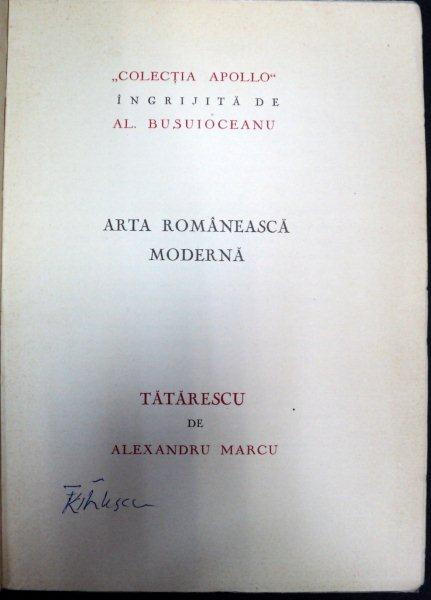 „COLECȚIA APOLLO“
ÎNGRIJITĂ DE
AL. BUSUIOCEANU
ARTA ROMÂNEASCĂ
MODERNĂ
TĂTĂRESCU
DE
ALEXANDRU MARCU